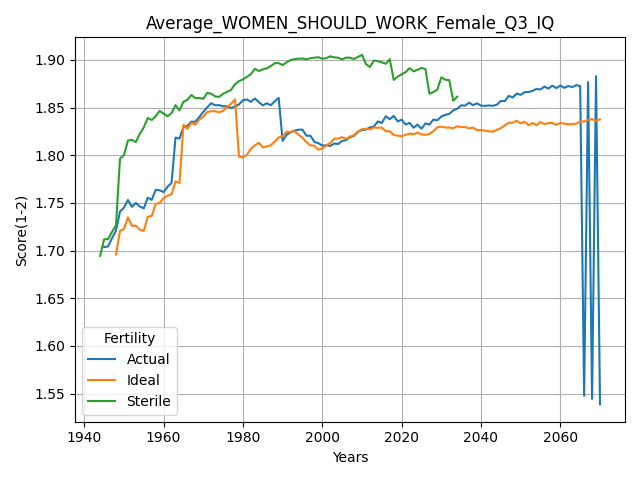 Average_WOMEN_SHOULD_WORK_Female_Q3_IQ
Score(1-2)
1.90
1.85
1.80
1.75
1.70
1.65
1.60
1.55
Fertility
Actual
Ideal
Sterile
1940 1960 1980 2000 2020 2040 2060
Years